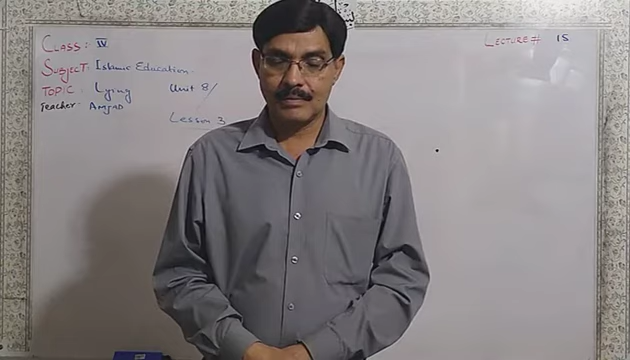 CLASS: IV
LECTURE# 15
SUBJECT: Islamic Education.
TOPIC: Lying Unit 8/
Teacher: AMJAD
Lesson 3